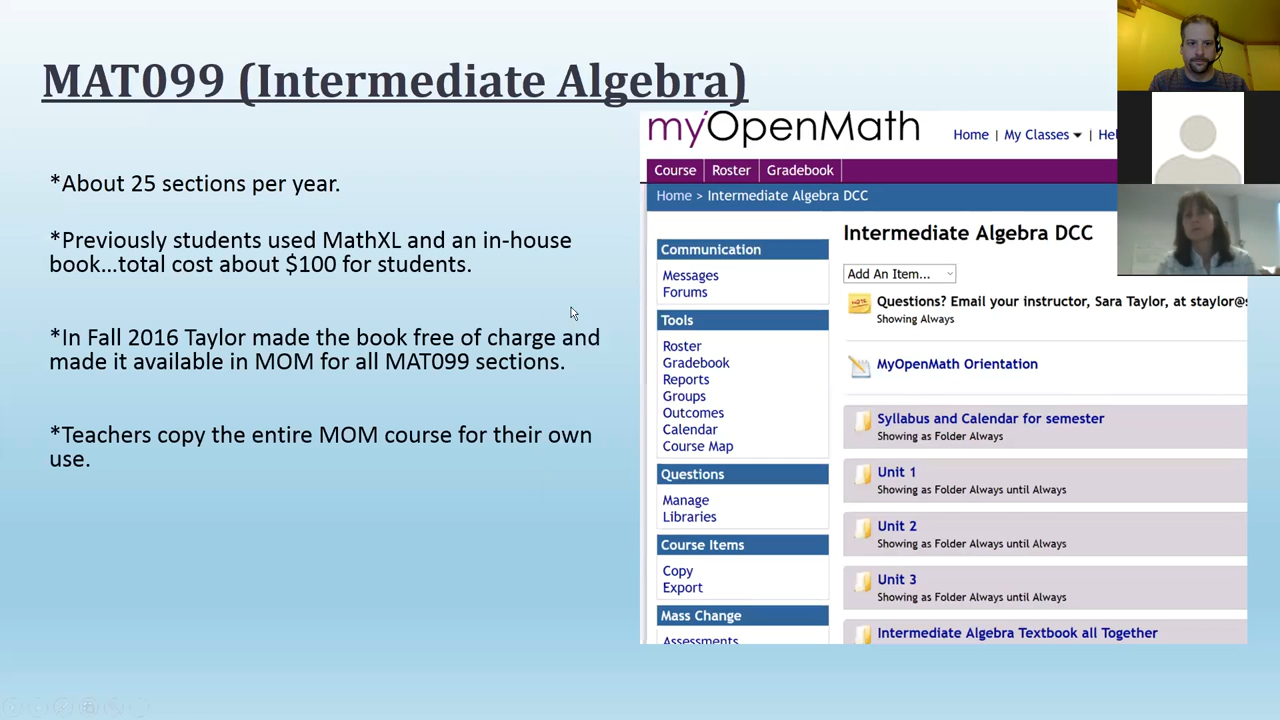 MAT099 (Intermediate Algebra)
*About 25 sections per year.
*Previously students used MathXL and an in-house
book...total cost about $100 for students.
*In Fall 2016 Taylor made the book free of charge and
made it available in MOM for all MAT099 sections.
*Teachers copy the entire MOM course for their own
use.
myOpenMath
Home | My Classes | Hel
Course Roster Gradebook
Home > Intermediate Algebra DCC
Communication
Messages
Forums
Tools
Roster
Gradebook
Reports
Groups
Outcomes
Calendar
Course Map
Questions
Manage
Libraries
Course Items
Copy
Export
Mass Change
Assessments
Intermediate Algebra DCC
Add An Item...
NOTE
Questions? Email your instructor, Sara Taylor, at staylor@s
Showing Always
MyOpenMath Orientation
Syllabus and Calendar for semester
Showing as Folder Always
Unit 1
Showing as Folder Always until Always
Unit 2
Showing as Folder Always until Always
Unit 3
Showing as Folder Always until Always
Intermediate Algebra Textbook all Together